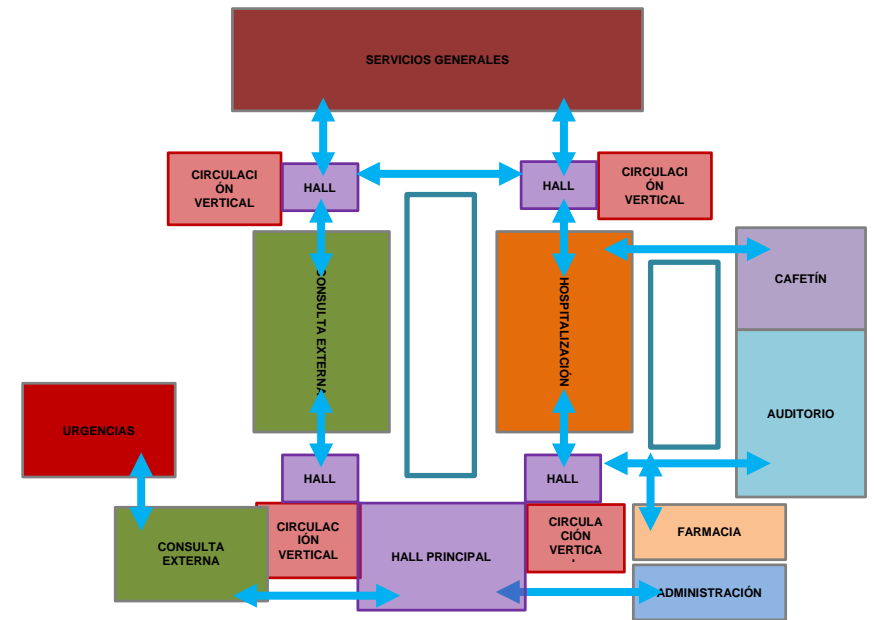 SERVICIOS GENERALES
CIRCULACI
ÓN
VERTICAL
HALL
HALL
CIRCULACI
ÓN
VERTICAL
CONSULTA EXTERNA
HOSPITALIZACIÓN
CAFETÍN
AUDITORIO
URGENCIAS
HALL
HALL
CONSULTA
EXTERNA
CIRCULAC
IÓN
VERTICAL
HALL PRINCIPAL
CIRCULA
CIÓN
VERTICA
FARMACIA
ADMINISTRACIÓN